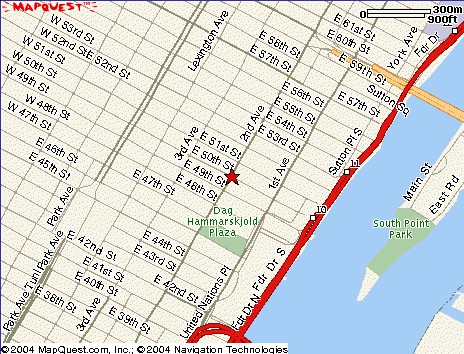 MAPQUEST
300m
900ft
W 53rd St
W 52nd St
E 52nd St
W 51st St
W 50th St
W 49th St
W 48th St
W 47th St
E 46th St
E 45th St
Lexington Ave
E 61st St
E 60th St
E 59th St
E 58th St
E 57th St
York Ave
Fdr Dr
12
Sutton Sq
E 56th St
E 55th St
E 54th St
E 53rd St
E 57th St
2nd Ave
3rd Ave
E 51st St
E 50th St
E 49th St
E 48th St
E 47th St
1st Ave
Sutton Pl S
11
10
Main St
East Rd
South Point
Park
Dag
Hammarskjold
Plaza
Park Ave
Park Ave Tunl
Park Ave
E 44th St
E 43rd St
E 42nd St
E 42nd St
E 41st St
E 40th St
E 39th St
E 36th St
3rd Ave
United Nations Pl
Fdr Dr N
Fdr Dr S
© 2004 MapQuest.com, Inc.; © 2004 Navigation Technologies